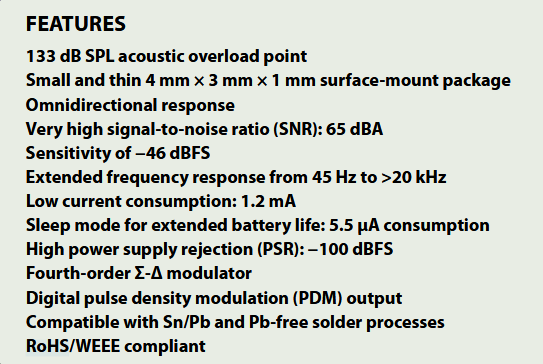 FEATURES
133 dB SPL acoustic overload point
Small and thin 4 mm × 3 mm × 1 mm surface-mount package
Omnidirectional response
Very high signal-to-noise ratio (SNR): 65 dBA
Sensitivity of −46 dBFS
Extended frequency response from 45 Hz to >20 kHz
Low current consumption: 1.2 mA
Sleep mode for extended battery life: 5.5 μA consumption
High power supply rejection (PSR): −100 dBFS
Fourth-order Σ-Δ modulator
Digital pulse density modulation (PDM) output
Compatible with Sn/Pb and Pb-free solder processes
RoHS/WEEE compliant